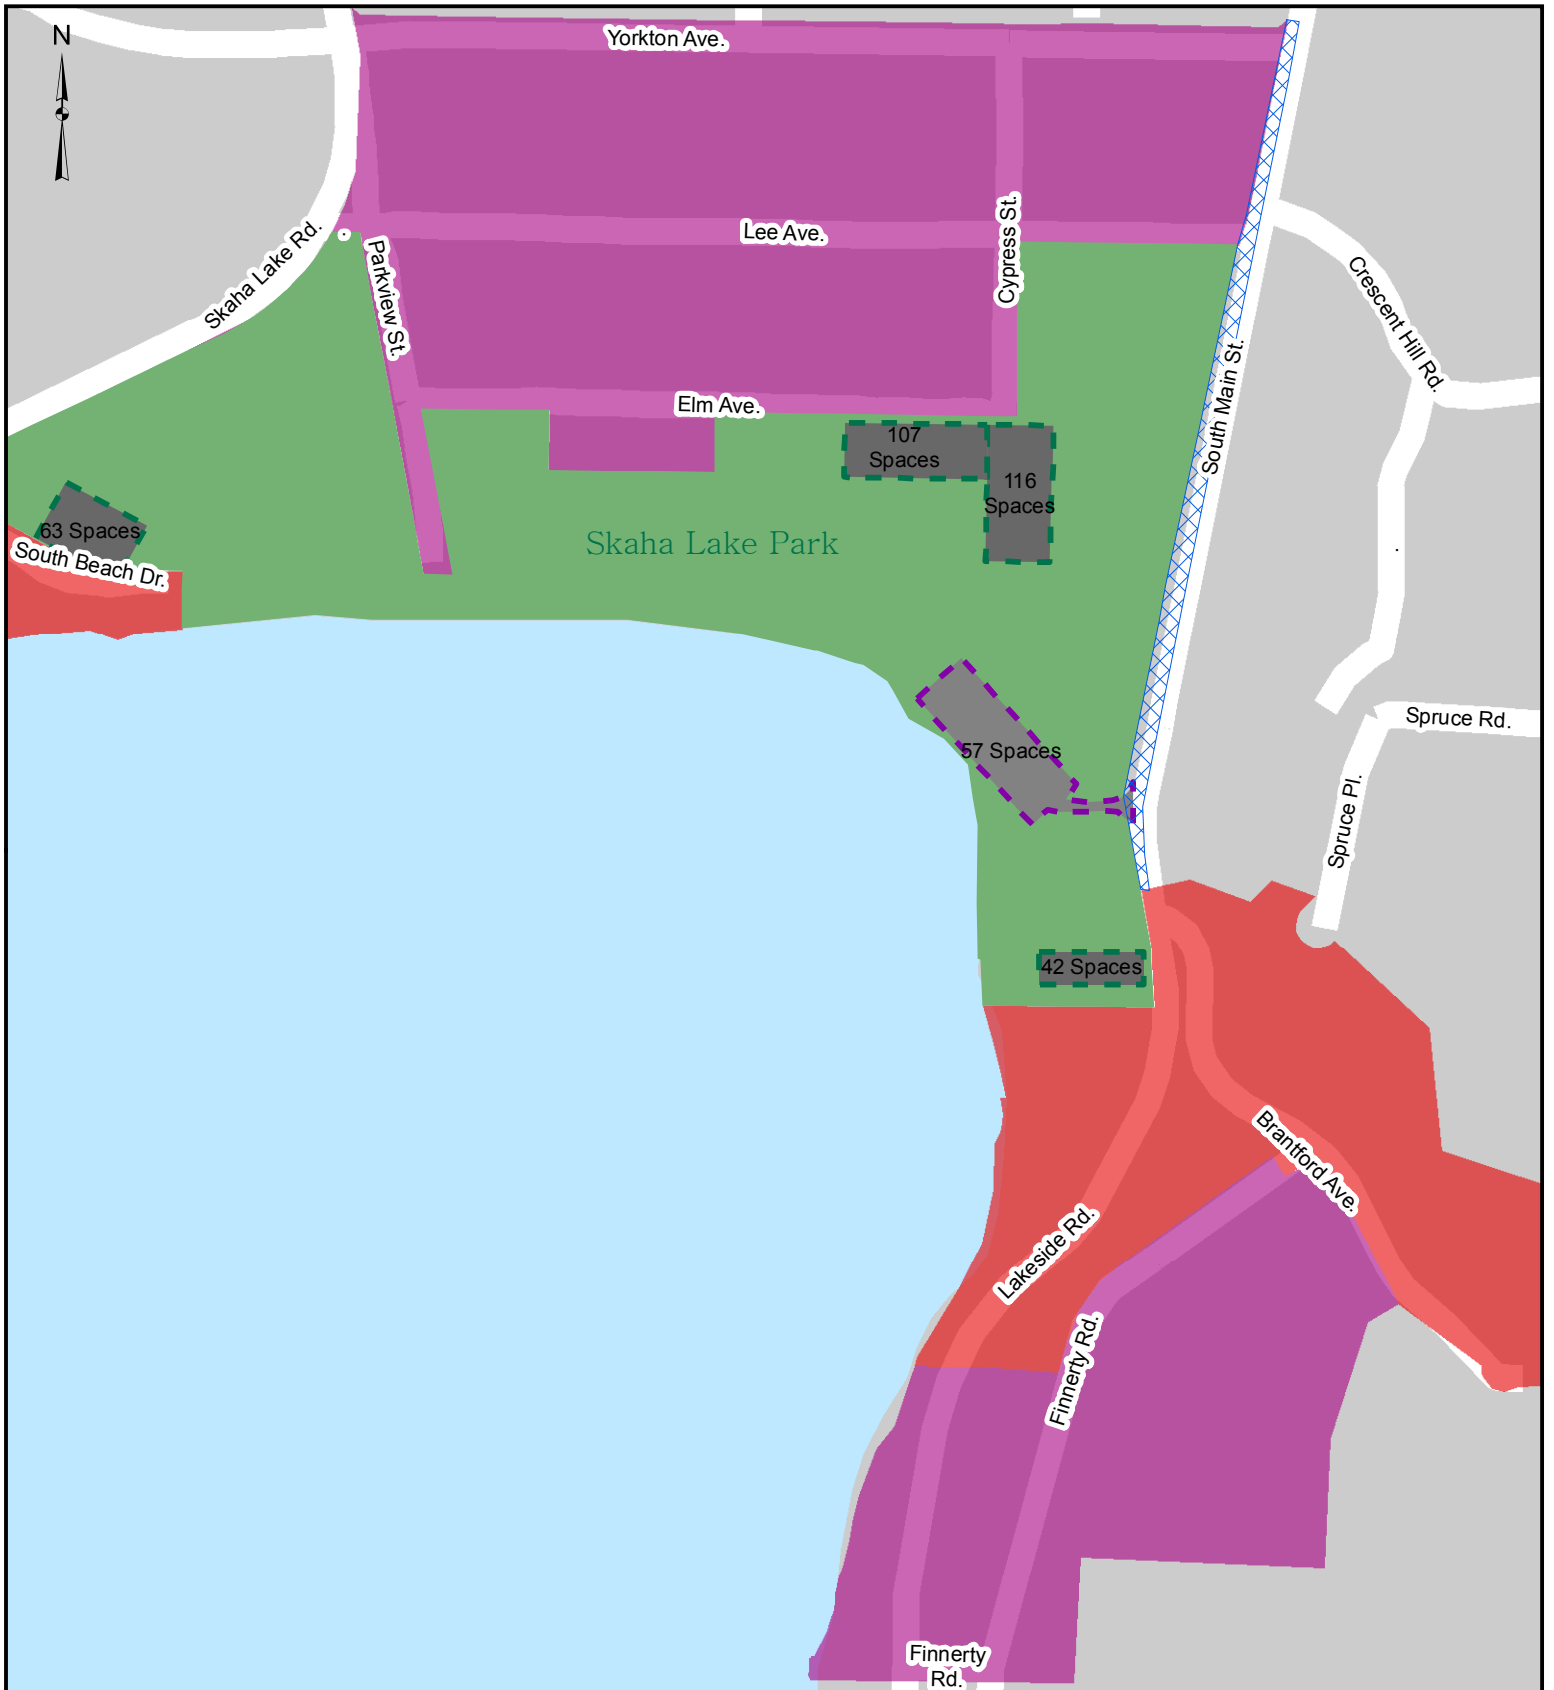 N
Yorkton Ave.
Lee Ave.
Cypress St.
Skaha Lake Rd.
Parkview St.
Crescent Hill Rd.
South Main St.
Elm Ave.
107
Spaces
116
Spaces
63 Spaces
South Beach Dr.
Skaha Lake Park
Spruce Rd.
57 Spaces
Spruce Pl.
42 Spaces
Brantford Ave.
Lakeside Rd.
Finnerty Rd.
Finnerty
Rd.